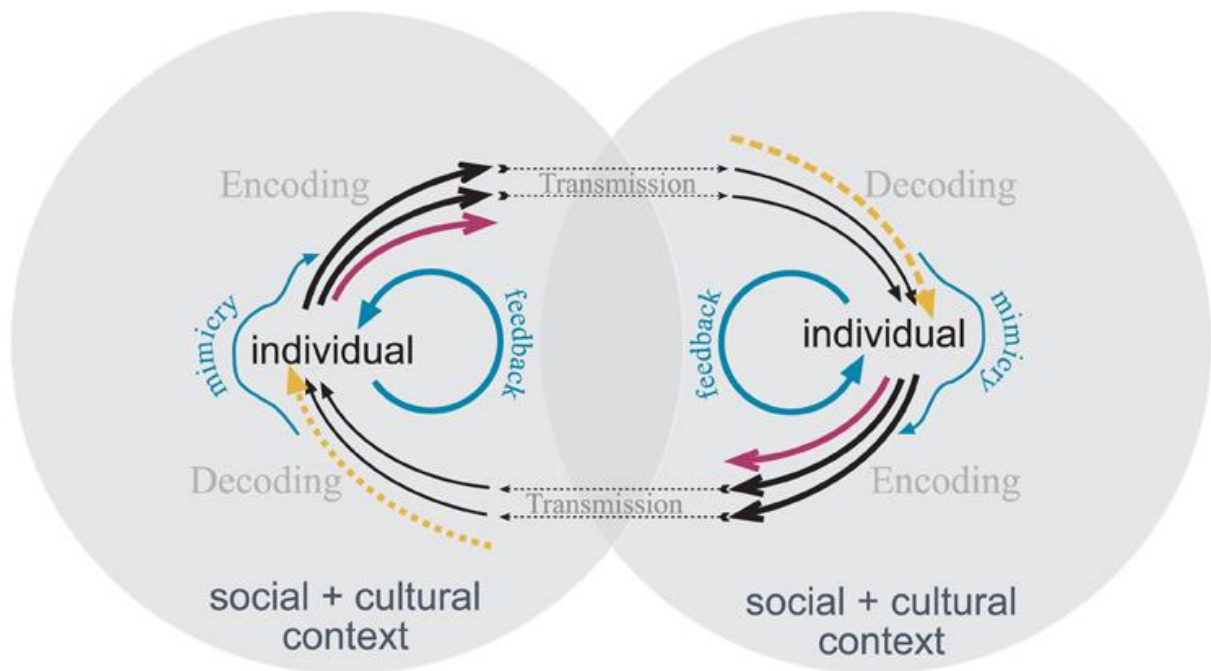 Encoding
Transmission
Decoding
mimicry
individual
feedback
feedback
individual
mimicry
Decoding
Transmission
Encoding
social + cultural
context
social + cultural
context